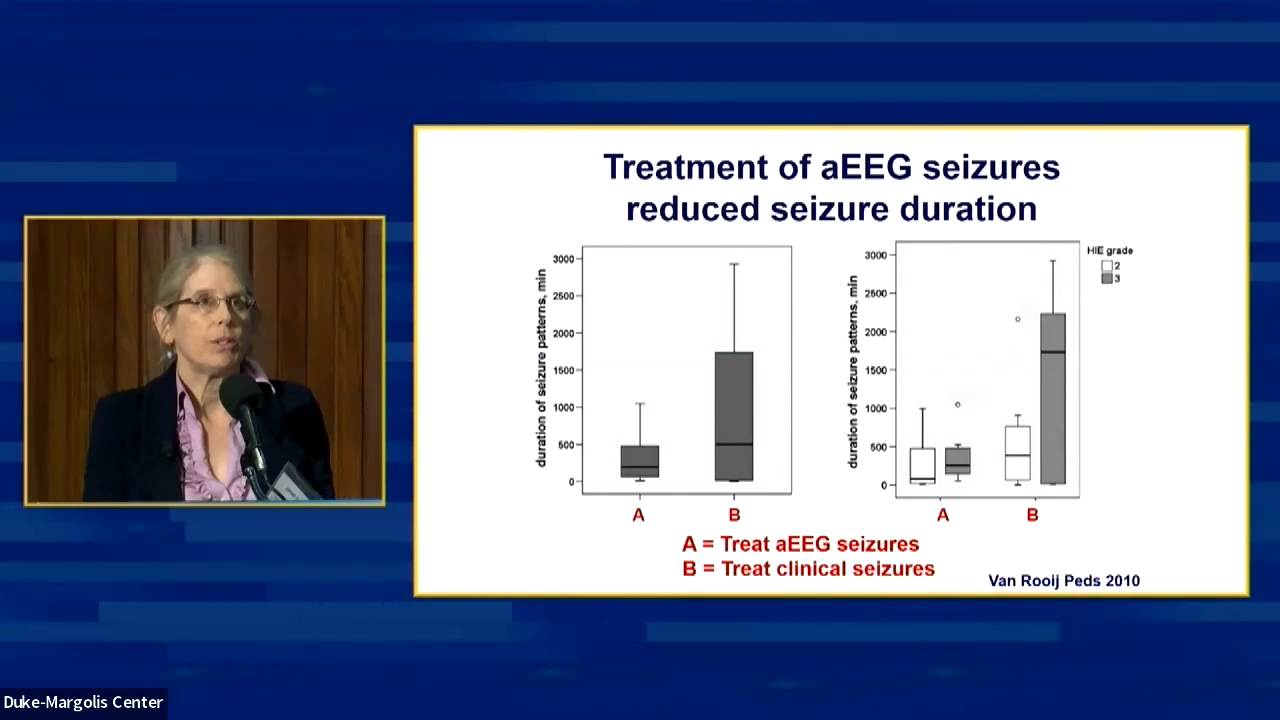 Treatment of aEEG seizures
reduced seizure duration
duration of seizure patterns, min
3000
2500
2000
1500
1000
500
0
A
B
duration of seizure patterns, min
3000
2500
2000
1500
1000
500
0
A
B
HIE grade
2
3
A = Treat aEEG seizures
B = Treat clinical seizures
Van Rooij Peds 2010
Duke-Margolis Center